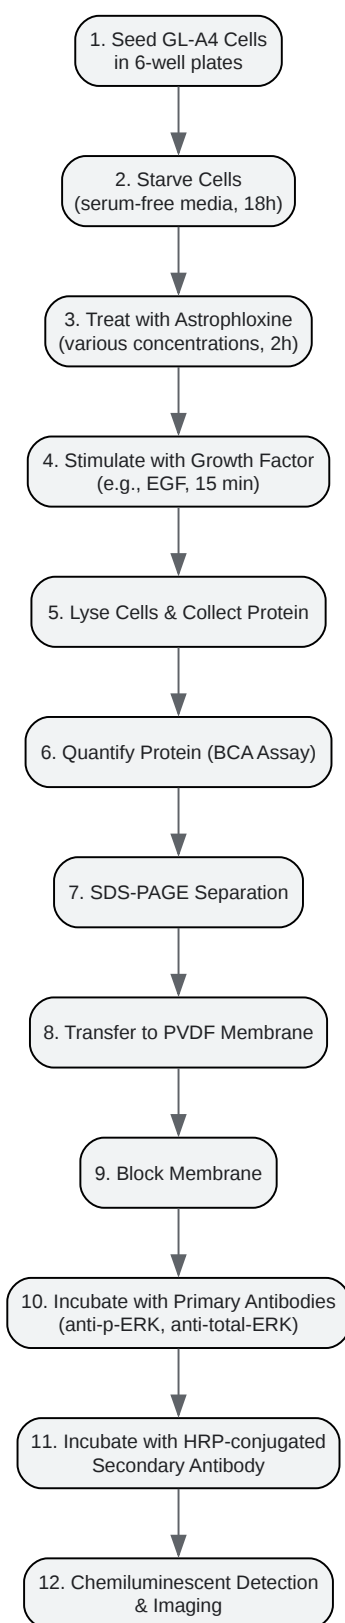 1. Seed GL-A4 Cells
in 6-well plates
2. Starve Cells
(serum-free media, 18h)
3. Treat with Astrophloxine
(various concentrations, 2h)
4. Stimulate with Growth Factor
(e.g., EGF, 15 min)
5. Lyse Cells & Collect Protein
6. Quantify Protein (BCA Assay)
7. SDS-PAGE Separation
8. Transfer to PVDF Membrane
9. Block Membrane
10. Incubate with Primary Antibodies
(anti-p-ERK, anti-total-ERK)
11. Incubate with HRP-conjugated
Secondary Antibody
12. Chemiluminescent Detection
& Imaging